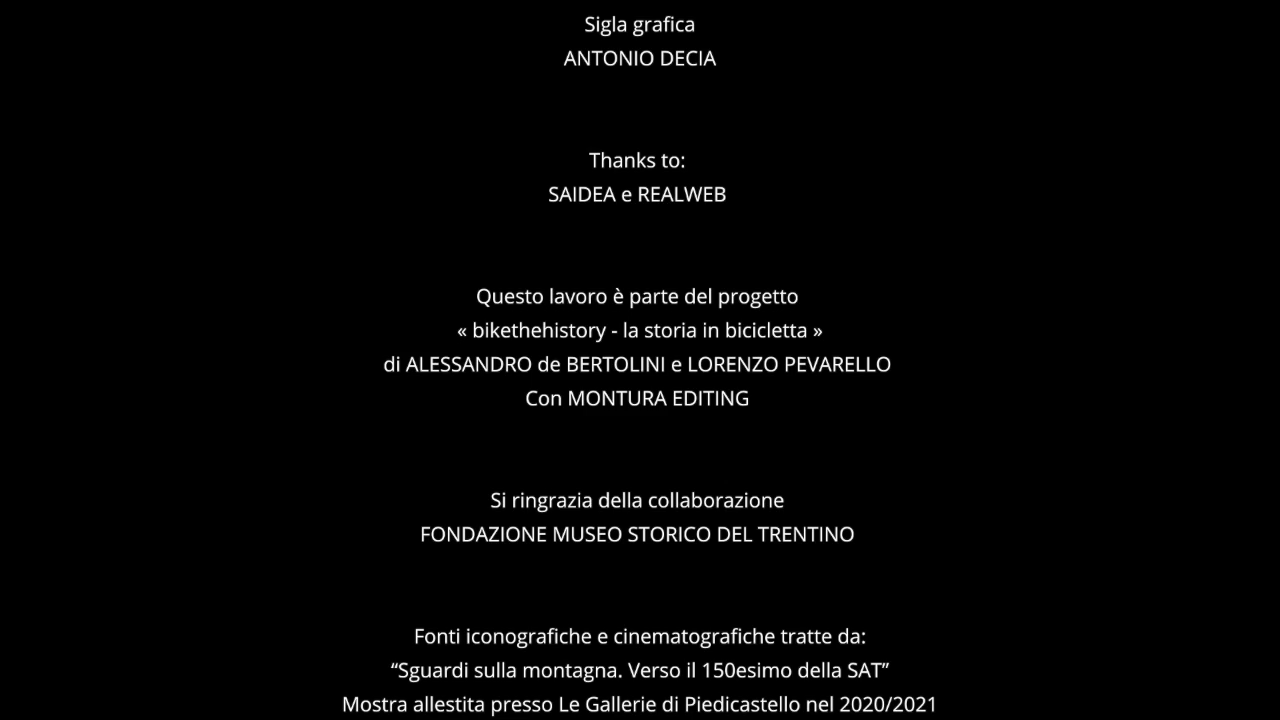 Sigla grafica
ANTONIO DECIA
Thanks to:
SAIDEA e REALWEB
Questo lavoro è parte del progetto
« bikethehistory - la storia in bicicletta »
di ALESSANDRO de BERTOLINI e LORENZO PEVARELLO
Con MONTURA EDITING
Si ringrazia della collaborazione
FONDAZIONE MUSEO STORICO DEL TRENTINO
Fonti iconografiche e cinematografiche tratte da:
“Sguardi sulla montagna. Verso il 150esimo della SAT”
Mostra allestita presso Le Gallerie di Piedicastello nel 2020/2021